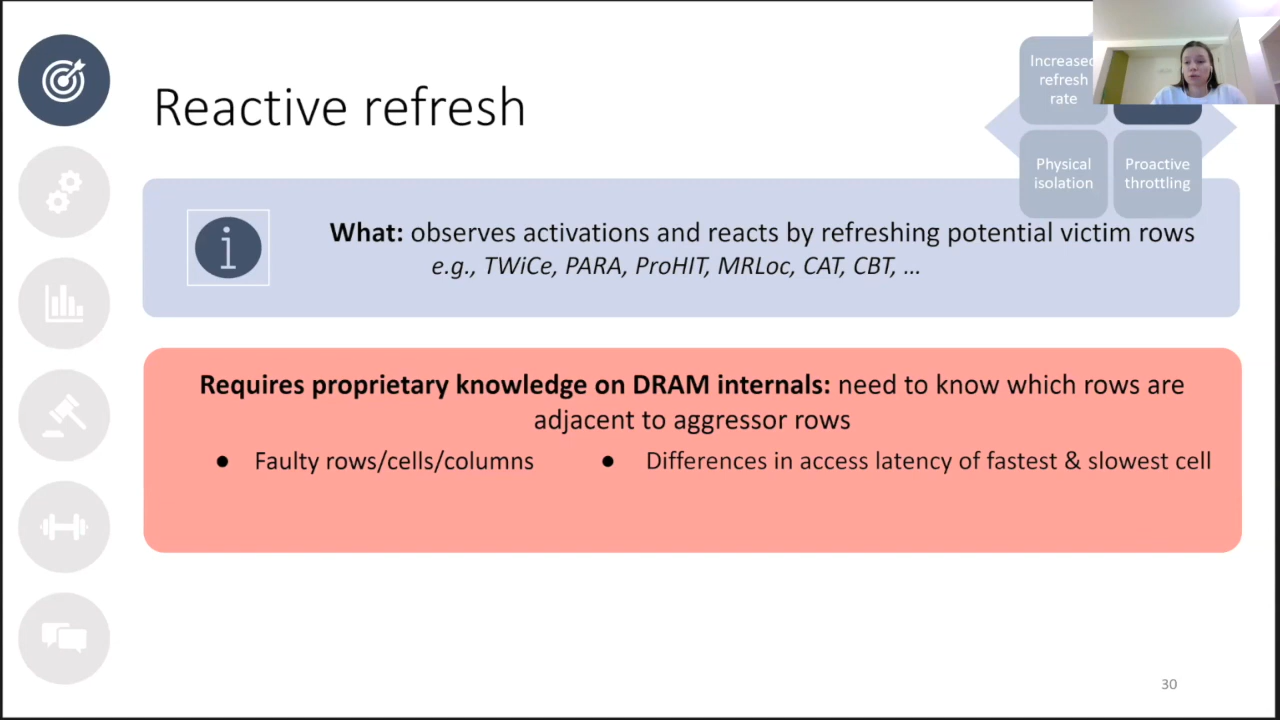 Reactive refresh
Increased
refresh
rate
Physical
isolation
Proactive
throttling
What: observes activations and reacts by refreshing potential victim rows
e.g., TWiCe, PARA, ProHIT, MRLoc, CAT, CBT, ...
Requires proprietary knowledge on DRAM internals: need to know which rows are
adjacent to aggressor rows
● Faulty rows/cells/columns
● Differences in access latency of fastest & slowest cell
30